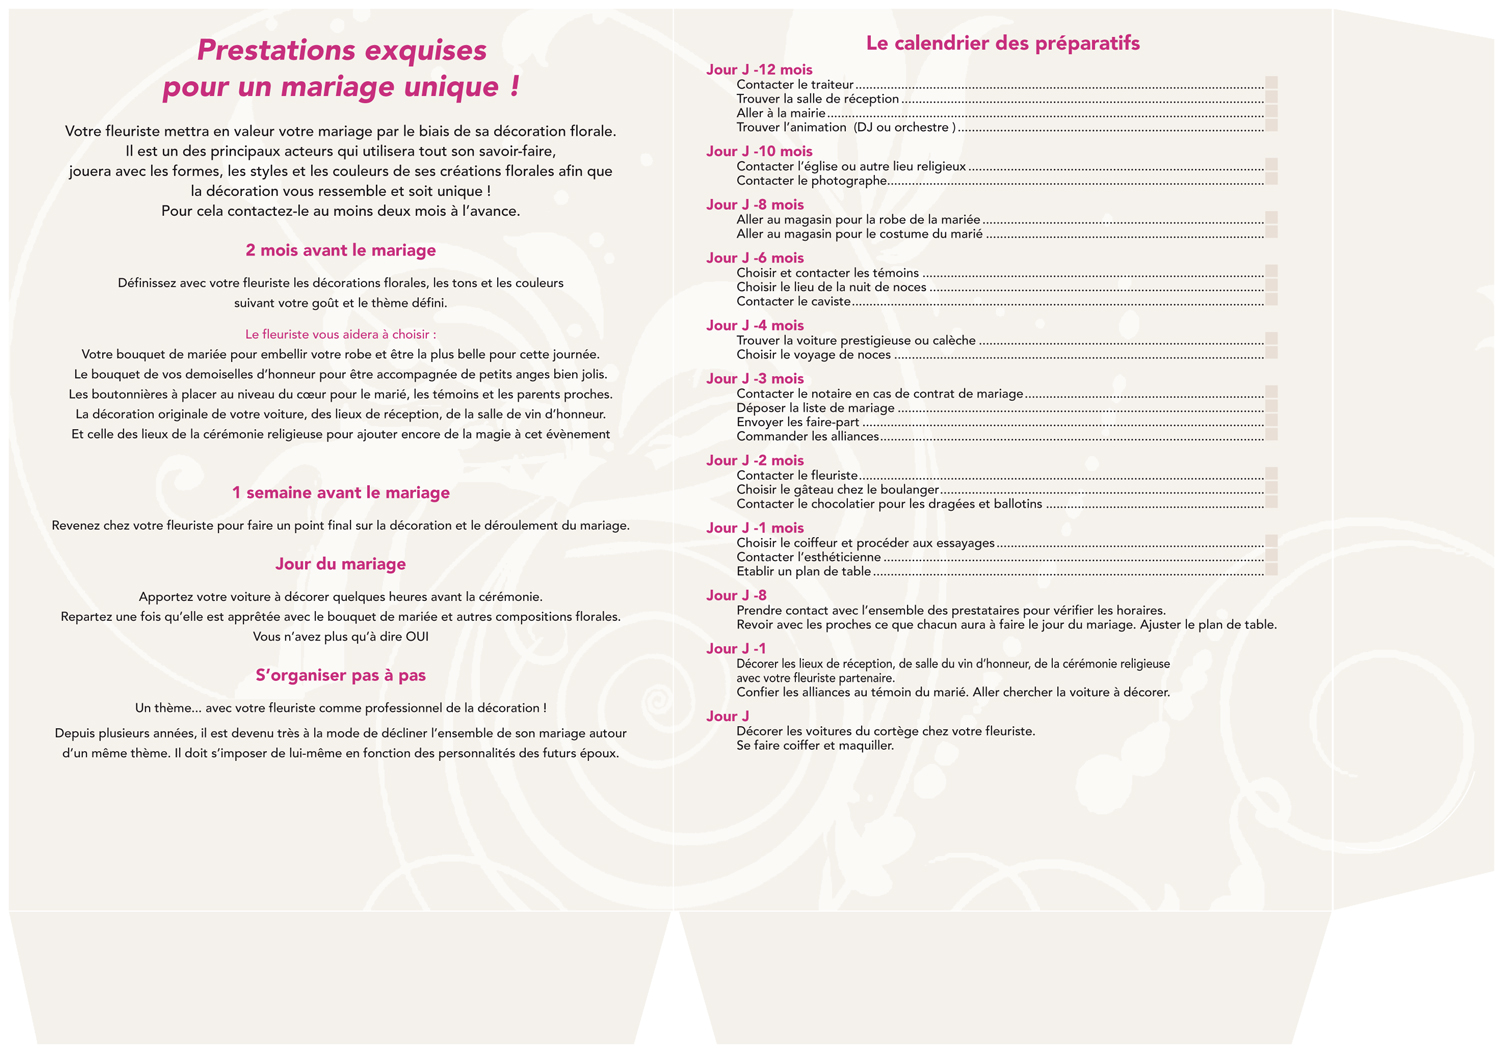 Prestations exquises
pour un mariage unique !
Votre fleuriste mettra en valeur votre mariage par le biais de sa décoration florale.
Il est un des principaux acteurs qui utilisera tout son savoir-faire,
jouera avec les formes, les styles et les couleurs de ses créations florales afin que
la décoration vous ressemble et soit unique !
Pour cela contactez-le au moins deux mois à l’avance.
2 mois avant le mariage
Définissez avec votre fleuriste les décorations florales, les tons et les couleurs
suivant votre goût et le thème défini.
Le fleuriste vous aidera à choisir :
Votre bouquet de mariée pour embellir votre robe et être la plus belle pour cette journée.
Le bouquet de vos demoiselles d’honneur pour être accompagnée de petits anges bien jolis.
Les boutonnières à placer au niveau du cœur pour le marié, les témoins et les parents proches.
La décoration originale de votre voiture, des lieux de réception, de la salle de vin d’honneur.
Et celle des lieux de la cérémonie religieuse pour ajouter encore de la magie à cet évènement
1 semaine avant le mariage
Revenez chez votre fleuriste pour faire un point final sur la décoration et le déroulement du mariage.
Jour du mariage
Apportez votre voiture à décorer quelques heures avant la cérémonie.
Repartez une fois qu’elle est apprêtée avec le bouquet de mariée et autres compositions florales.
Vous n’avez plus qu’à dire OUI
S’organiser pas à pas
Un thème... avec votre fleuriste comme professionnel de la décoration !
Depuis plusieurs années, il est devenu très à la mode de décliner l’ensemble de son mariage autour
d’un même thème. Il doit s’imposer de lui-même en fonction des personnalités des futurs époux.
Le calendrier des préparatifs
Jour J -12 mois
Contacter le traiteur
Trouver la salle de réception
Aller à la mairie
Trouver l’animation (DJ ou orchestre )
Jour J -10 mois
Contacter l’église ou autre lieu religieux
Contacter le photographe
Jour J -8 mois
Aller au magasin pour la robe de la mariée
Aller au magasin pour le costume du marié
Jour J -6 mois
Choisir et contacter les témoins
Choisir le lieu de la nuit de noces
Contacter le caviste
Jour J -4 mois
Trouver la voiture prestigieuse ou calèche
Choisir le voyage de noces
Jour J -3 mois
Contacter le notaire en cas de contrat de mariage
Déposer la liste de mariage
Envoyer les faire-part
Commander les alliances
Jour J -2 mois
Contacter le fleuriste
Choisir le gâteau chez le boulanger
Contacter le chocolatier pour les dragées et ballotins
Jour J -1 mois
Choisir le coiffeur et procéder aux essayages
Contacter l’esthéticienne
Etablir un plan de table
Jour J -8
Prendre contact avec l’ensemble des prestataires pour vérifier les horaires.
Revoir avec les proches ce que chacun aura à faire le jour du mariage. Ajuster le plan de table.
Jour J -1
Décorer les lieux de réception, de salle du vin d’honneur, de la cérémonie religieuse
avec votre fleuriste partenaire.
Confier les alliances au témoin du marié. Aller chercher la voiture à décorer.
Jour J
Décorer les voitures du cortège chez votre fleuriste.
Se faire coiffer et maquiller.